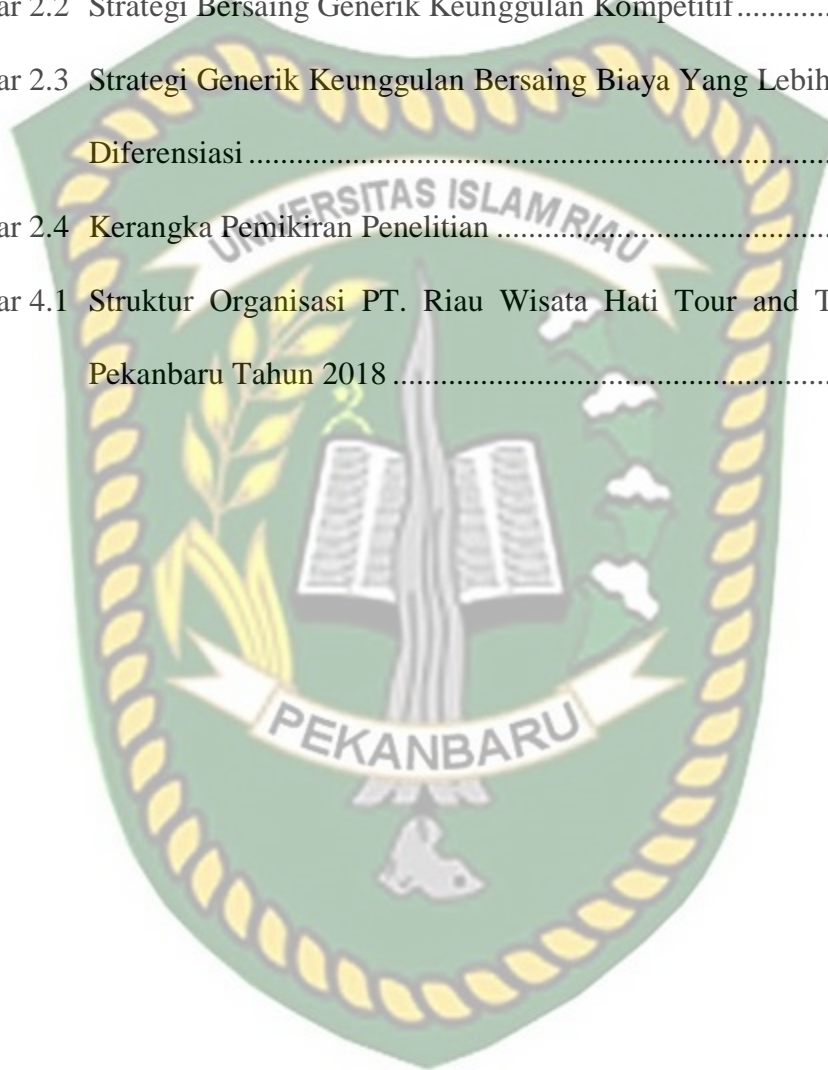 ar 2.2 Strategi Bersaing Generik Keunggulan Kompetitif...........
ar 2.3 Strategi Generik Keunggulan Bersaing Biaya Yang Lebih
Diferensiasi.........................................................................
UNIVERSITAS ISLAM RIAU
ar 2.4 Kerangka Pemikiran Penelitian..........................................
ar 4.1 Struktur Organisasi PT. Riau Wisata Hati Tour and T
Pekanbaru Tahun 2018.......................................................
PEKANBARU